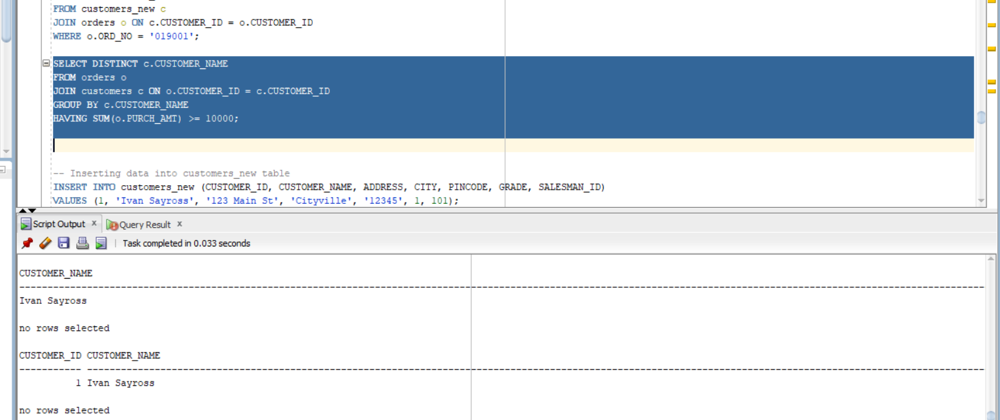 FROM customers_new c
JOIN orders o ON c.CUSTOMER_ID = o.CUSTOMER_ID
WHERE o.ORD_NO = '019001';
SELECT DISTINCT c.CUSTOMER_NAME
FROM orders o
JOIN customers c ON o.CUSTOMER_ID = c.CUSTOMER_ID
GROUP BY c.CUSTOMER_NAME
HAVING SUM(o.PURCH_AMT) >= 10000;
-- Inserting data into customers_new table
INSERT INTO customers_new (CUSTOMER_ID, CUSTOMER_NAME, ADDRESS, CITY, PINCODE, GRADE, SALESMAN_ID)
VALUES (1, 'Ivan Sayross', '123 Main St', 'Cityville', '12345', 1, 101);
Script Output x Query Result x
Task completed in 0.033 seconds
CUSTOMER_NAME
--------------------------------------------------------------------------------
Ivan Sayross
no rows selected
CUSTOMER_ID CUSTOMER_NAME
----------- --------------------------------------------------------------------------------
1 Ivan Sayross
no rows selected